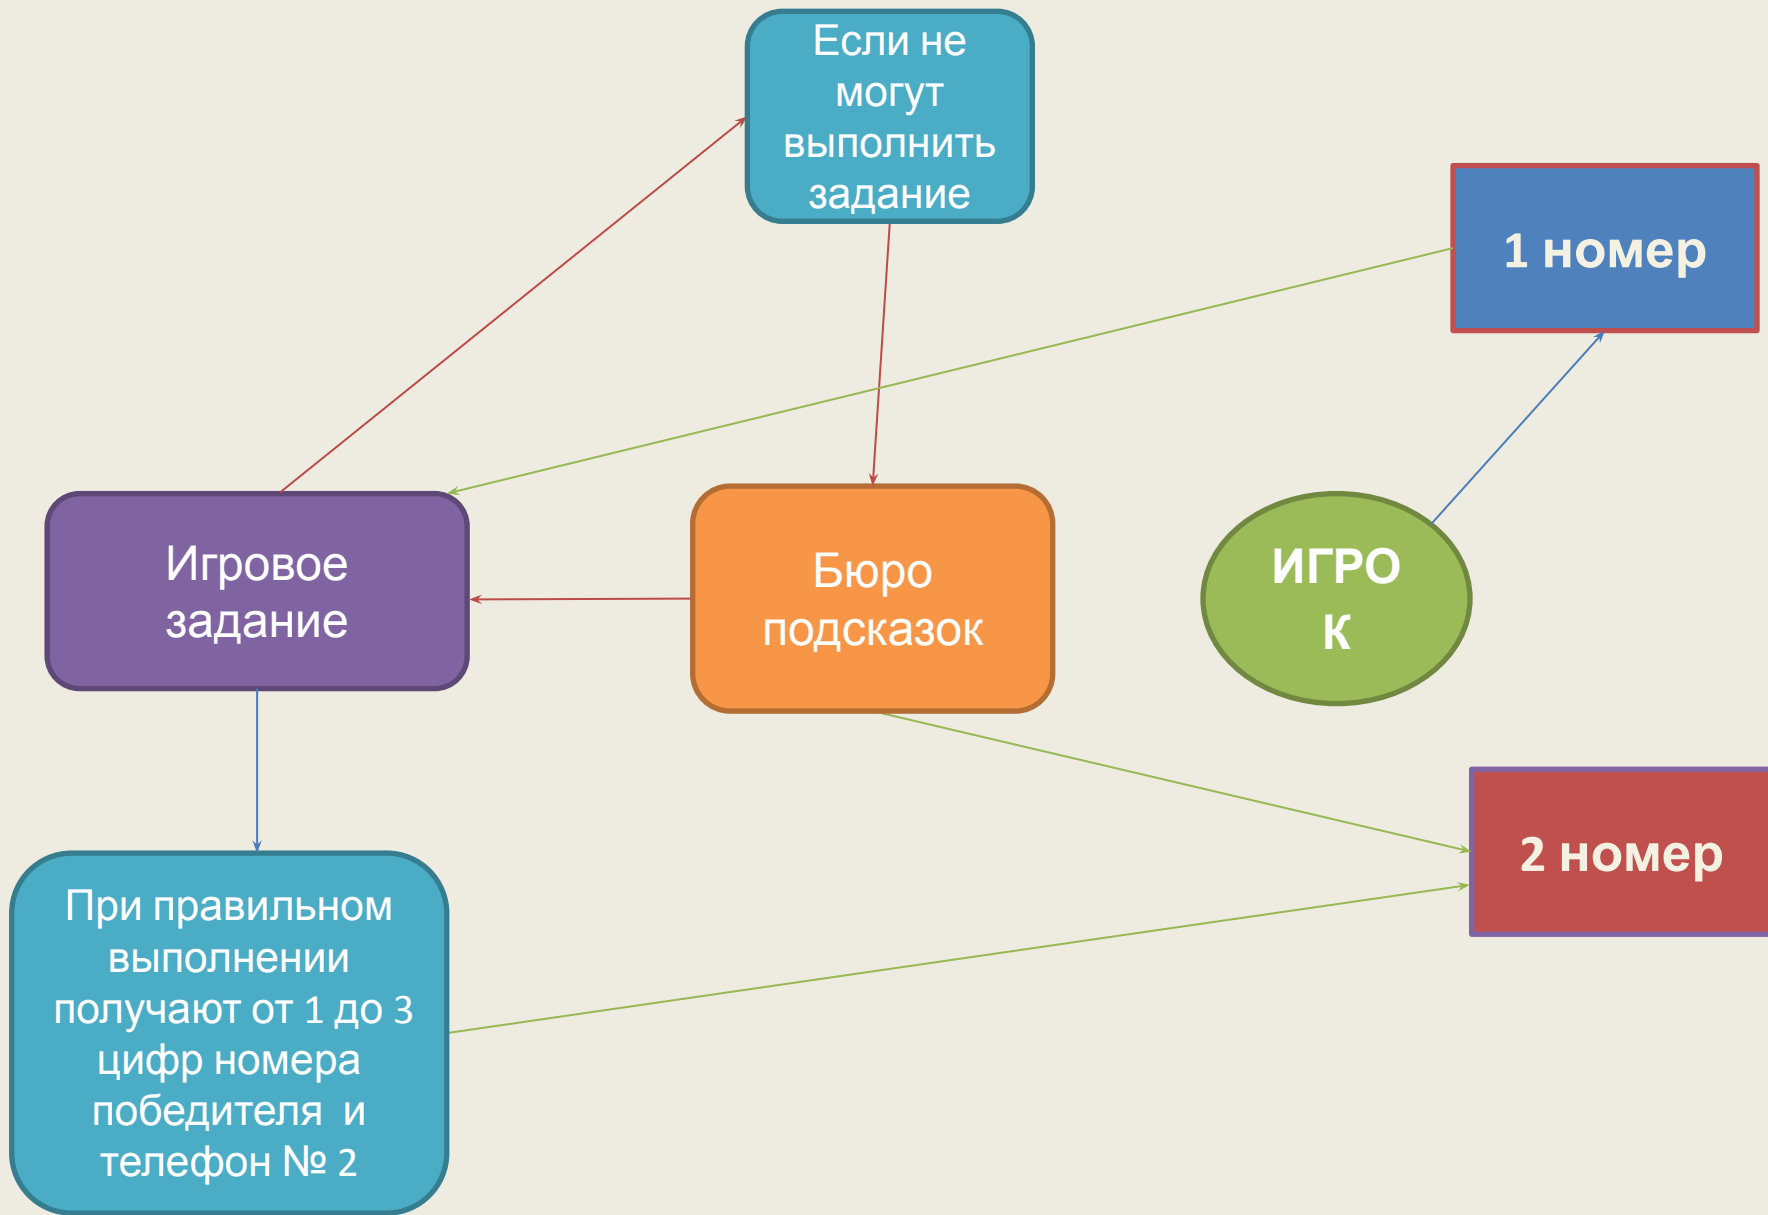 Если не
могут
выполнить
задание
1 номер
Игровое
задание
Бюро
подсказок
ИГРО
К
2 номер
При правильном
выполнении
получают от 1 до 3
цифр номера
победителя и
телефон № 2